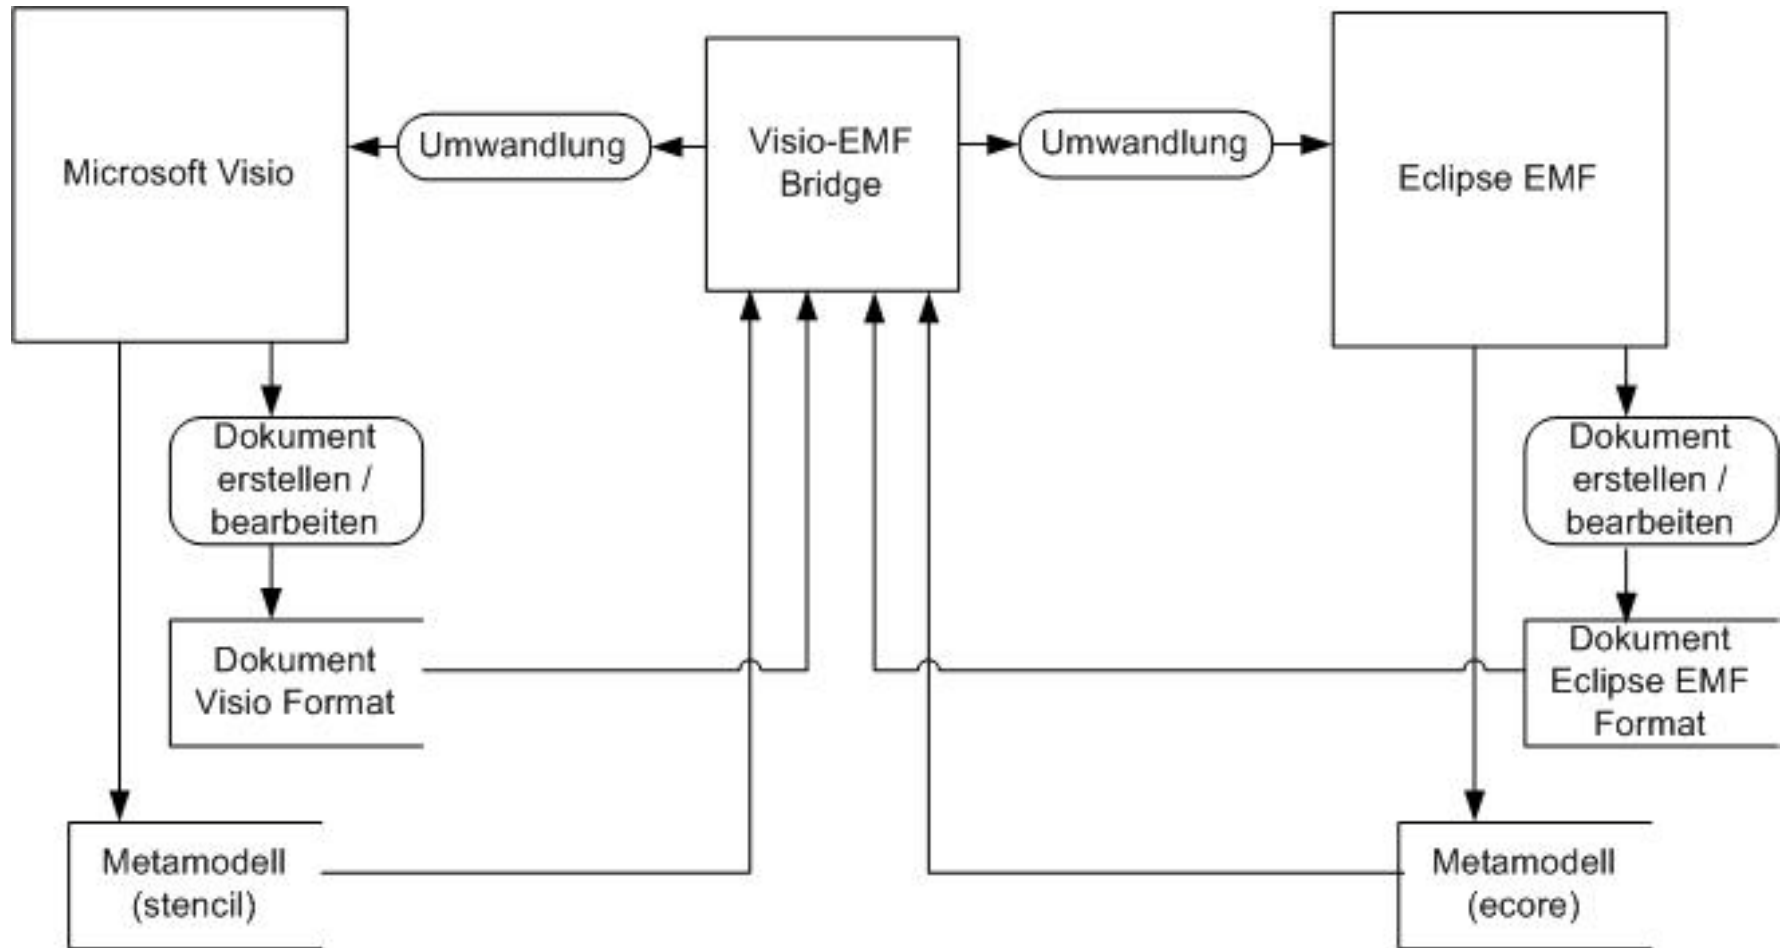 Microsoft Visio
Umwandlung
Visio-EMF
Bridge
Umwandlung
Eclipse EMF
Dokument
erstellen /
bearbeiten
Dokument
erstellen /
bearbeiten
Dokument
Visio Format
Dokument
Eclipse EMF
Format
Metamodell
(stencil)
Metamodell
(ecore)